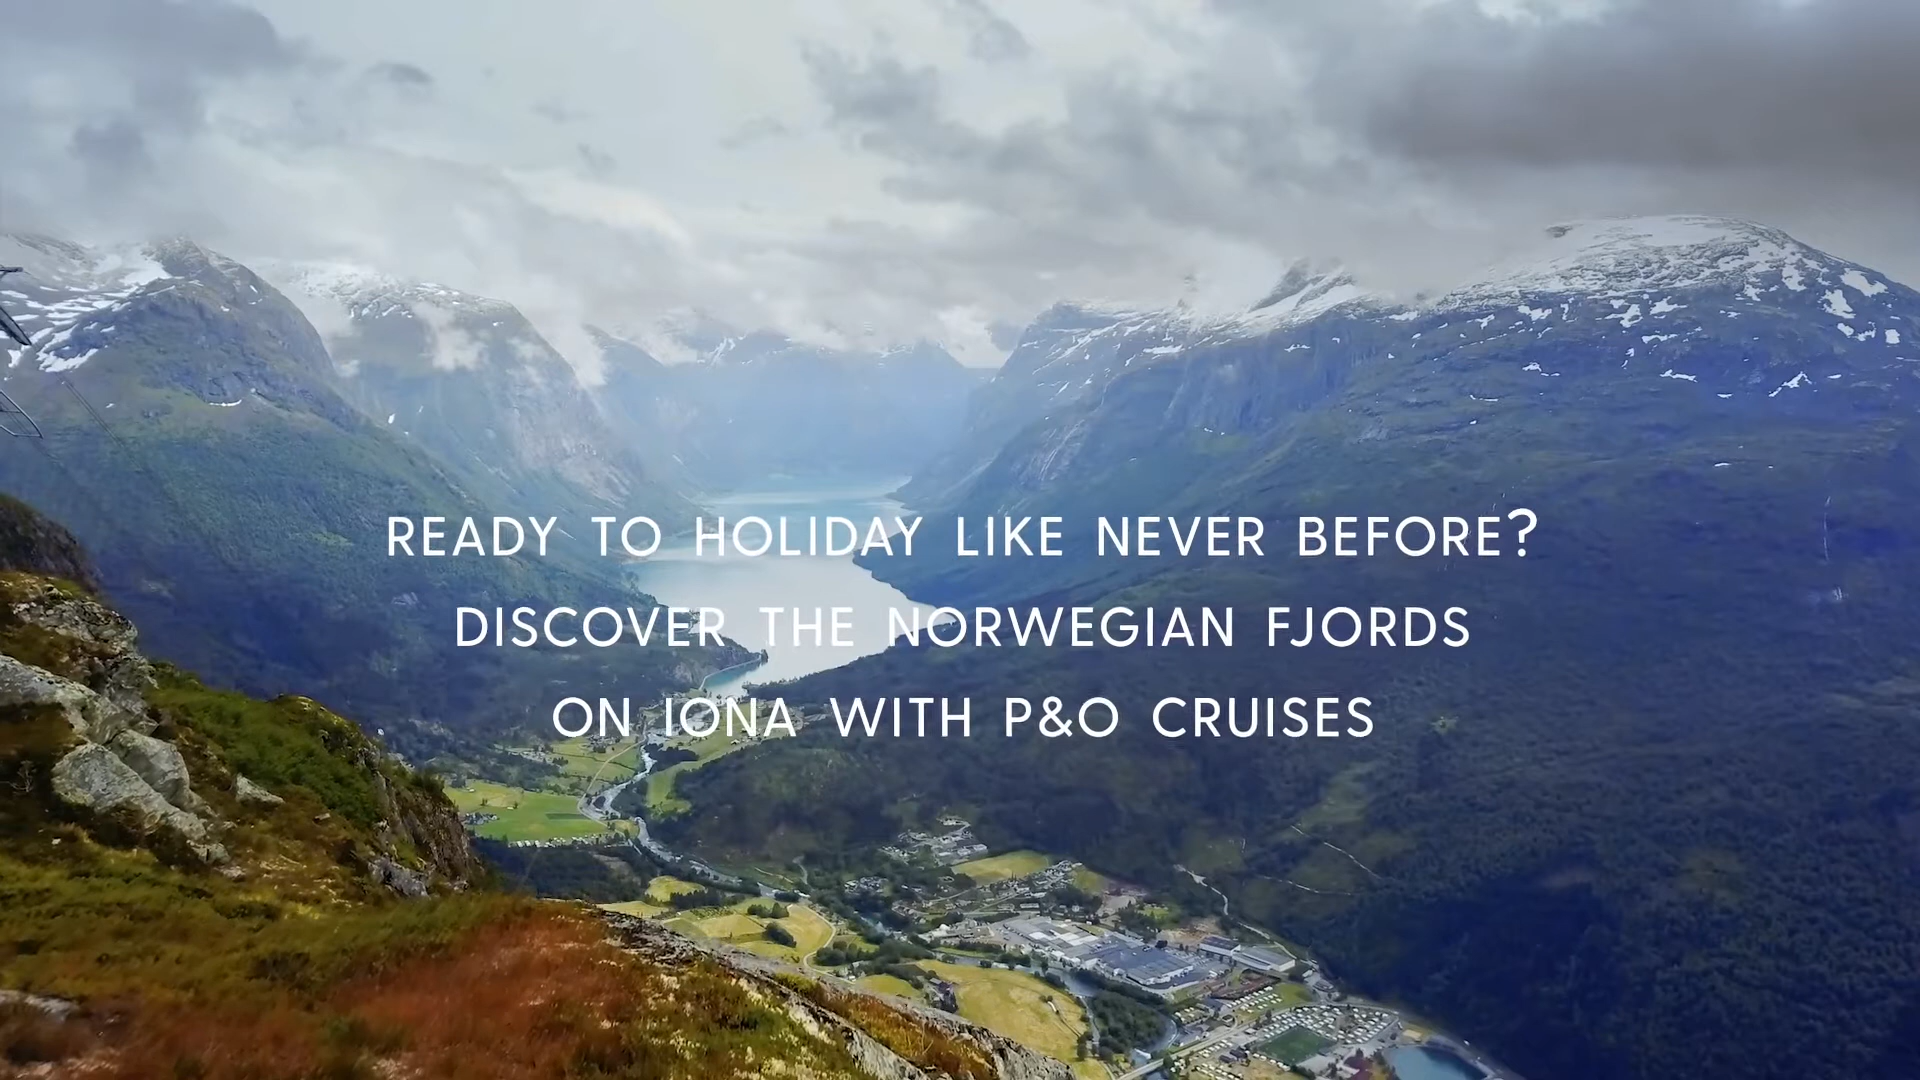 READY TO HOLIDAY LIKE NEVER BEFORE?
DISCOVER THE NORWEGIAN FJORDS
ON IONA WITH P&O CRUISES